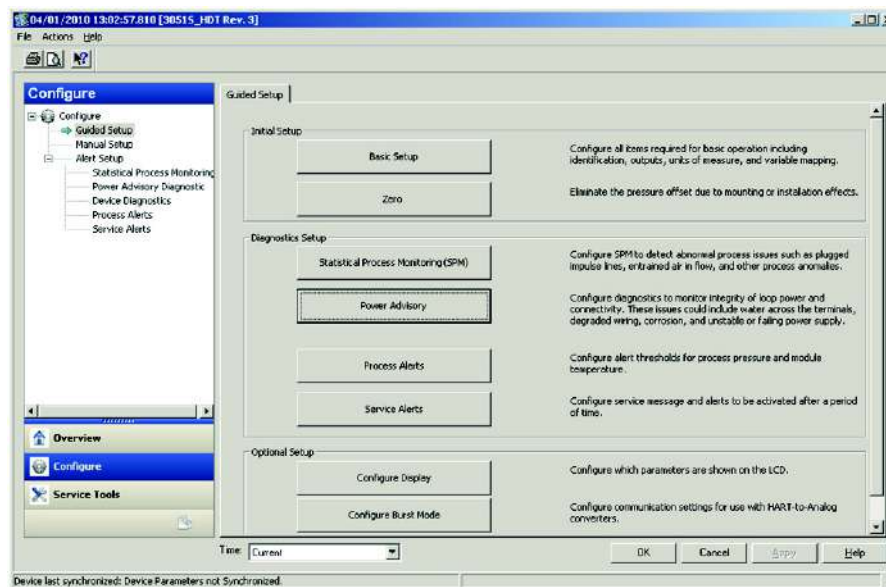 04/01/2010 13:02:57.810 [3051S_HDT Rev. 3]
File Actions Help
Configure
Configure
Guided Setup
Manual Setup
Alert Setup
Statistical Process Monitoring
Power Advisory Diagnostic
Device Diagnostics
Process Alerts
Service Alerts
Overview
Configure
Service Tools
Guided Setup
Initial Setup
Basic Setup
Configure all items required for basic operation including
identification, outputs, units of measure, and variable mapping.
Zero
Eliminate the pressure offset due to mounting or installation effects.
Diagnostics Setup
Statistical Process Monitoring (SPM)
Configure SPM to detect abnormal process issues such as plugged
impulse lines, entrained air in flow, and other process anomalies.
Power Advisory
Configure diagnostics to monitor integrity of loop power and
connectivity. These issues could include water across the terminals,
degraded wiring, corrosion, and unstable or failing power supply.
Process Alerts
Configure alert thresholds for process pressure and module
temperature.
Service Alerts
Configure service message and alerts to be activated after a period
of time.
Optional Setup
Configure Display
Configure which parameters are shown on the LCD.
Configure Burst Mode
Configure communication settings for use with HART-to-Analog
converters.
Time: Current
OK Cancel Apply Help
Device last synchronized: Device Parameters not Synchronized.